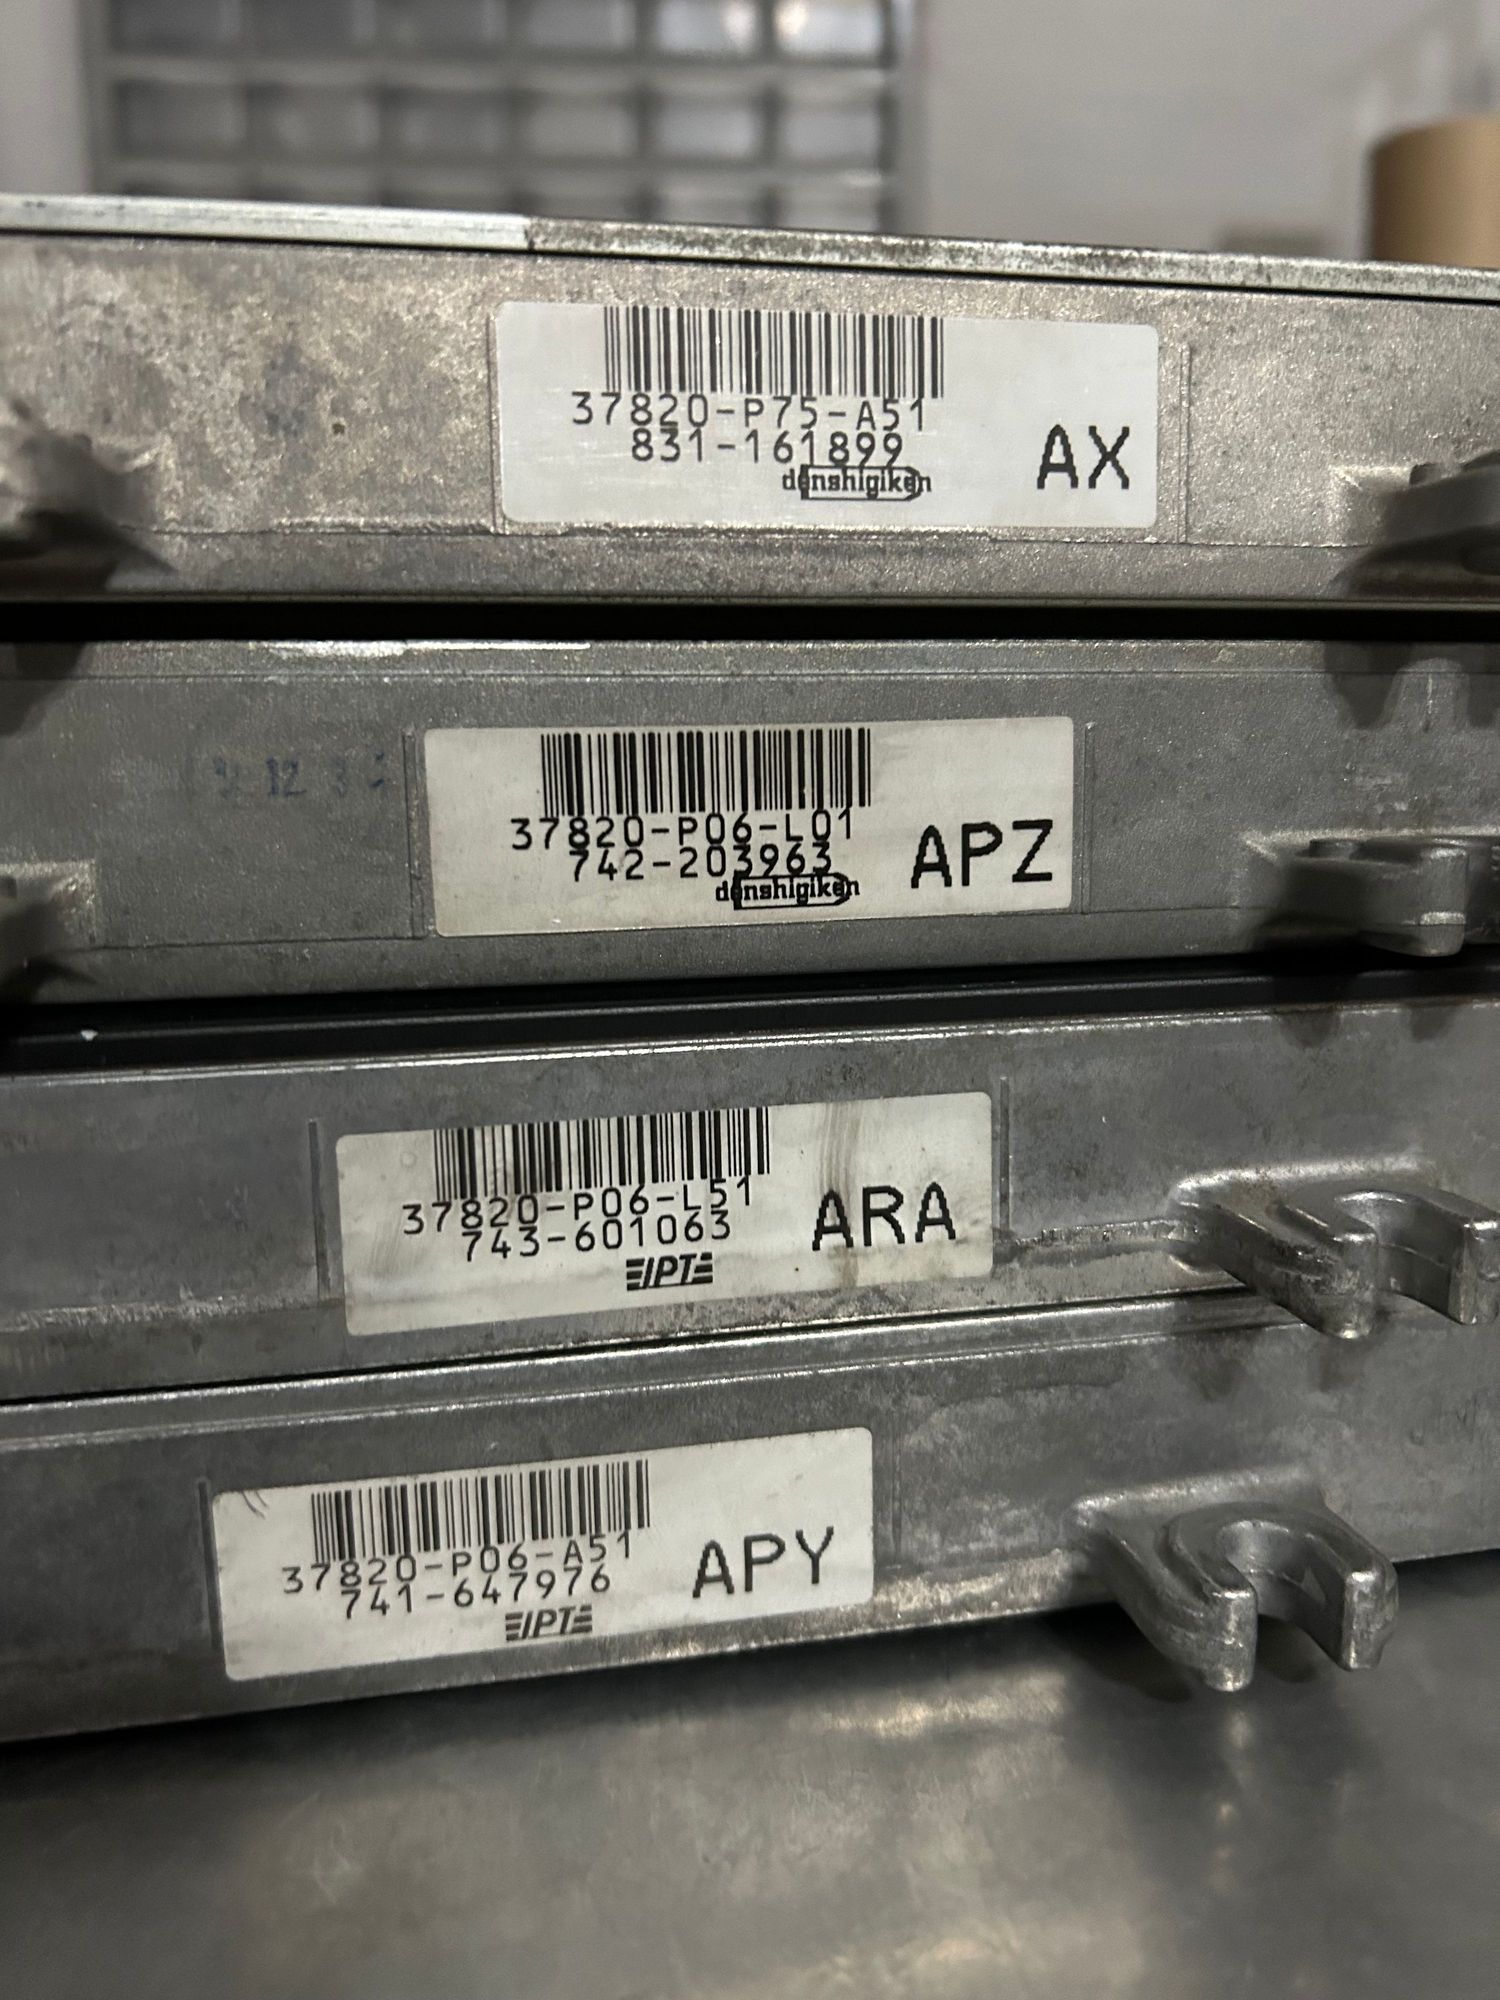 37820-P75-A51
831-161899
denshigiken
AX
37820-P06-L01
742-203963
denshigiken
APZ
37820-P06-L51
743-601063
IPT
ARA
37820-P06-A51
741-647976
IPT
APY